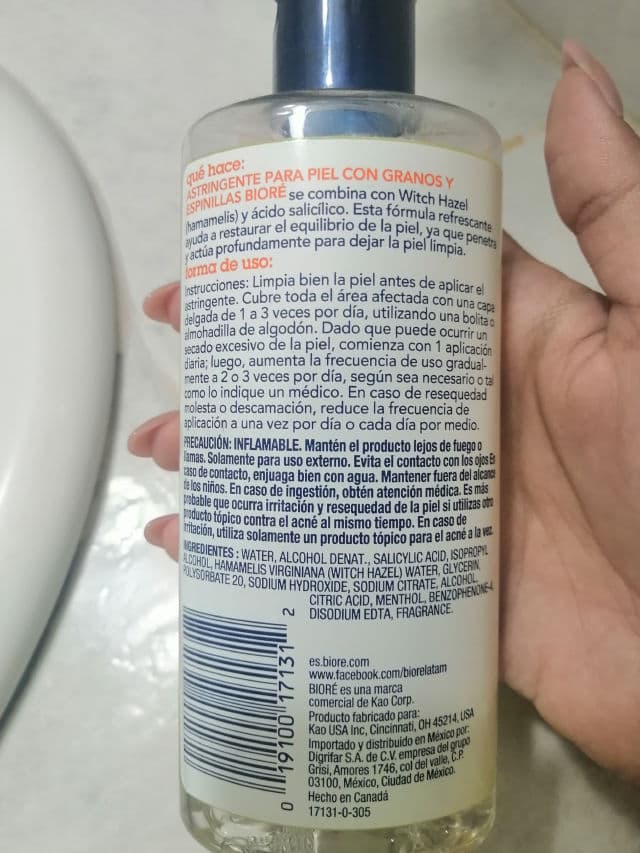 qué hace:
ASTRINGENTE PARA PIEL CON GRANOS Y
ESPINILLAS BIORÉ se combina con Witch Hazel
(hamamelis) y ácido salicílico. Esta fórmula refrescante
ayuda a restaurar el equilibrio de la piel, ya que penetra
y actúa profundamente para dejar la piel limpia.
forma de uso:
Instrucciones: Limpia bien la piel antes de aplicar el
astringente. Cubre toda el área afectada con una capa
delgada de 1 a 3 veces por día, utilizando una bolita o
almohadilla de algodón. Dado que puede ocurrir un
secado excesivo de la piel, comienza con 1 aplicación
diaria; luego, aumenta la frecuencia de uso gradual-
mente a 2 o 3 veces por día, según sea necesario o tal
como lo indique un médico. En caso de resequedad
molesta o descamación, reduce la frecuencia de
aplicación a una vez por día o cada día por medio.
PRECAUCIÓN: INFLAMABLE. Mantén el producto lejos de fuego o
llamas. Solamente para uso externo. Evita el contacto con los ojos En
caso de contacto, enjuaga bien con agua. Mantener fuera del alcance
de los niños. En caso de ingestión, obtén atención médica. Es más
probable que ocurra irritación y resequedad de la piel si utilizas otro
producto tópico contra el acné al mismo tiempo. En caso de
irritación, utiliza solamente un producto tópico para el acné a la vez.
INGREDIENTES : WATER, ALCOHOL DENAT., SALICYLIC ACID, ISOPROPYL
ALCOHOL, HAMAMELIS VIRGINIANA (WITCH HAZEL) WATER, GLYCERIN,
POLYSORBATE 20, SODIUM HYDROXIDE, SODIUM CITRATE, ALCOHOL,
CITRIC ACID, MENTHOL, BENZOPHENONE-4,
DISODIUM EDTA, FRAGRANCE.
0 19100 17131 2
es.biore.com
www.facebook.com/biorelatam
BIORÉ es una marca
comercial de Kao Corp.
Producto fabricado para:
Kao USA Inc, Cincinnati, OH 45214, USA
Importado y distribuido en México por:
Digrifar S.A. de C.V. empresa del grupo
Grisi, Amores 1746, col del valle, C.P.
03100, México, Ciudad de México.
Hecho en Canadá
17131-0-305